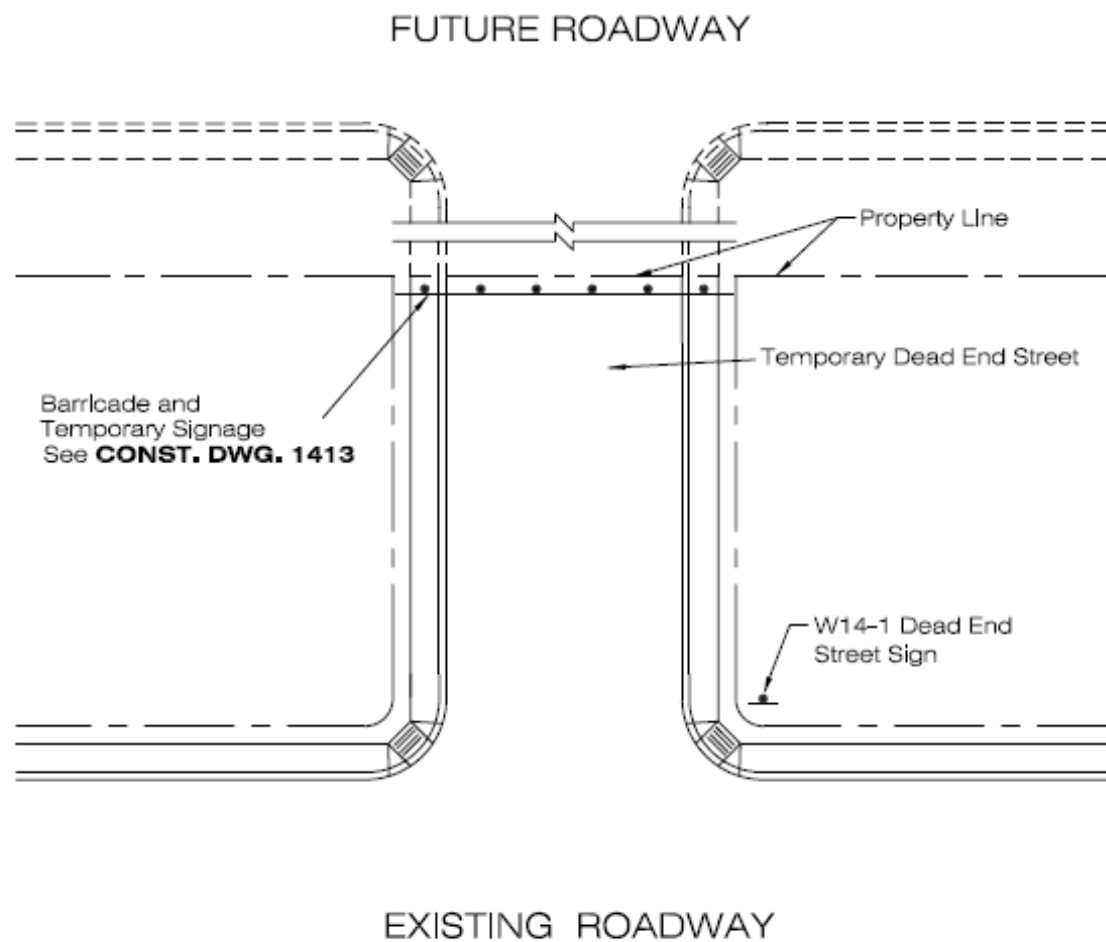 FUTURE ROADWAY
Property Line
Temporary Dead End Street
Barricade and
Temporary Signage
See CONST. DWG. 1413
W14-1 Dead End
Street Sign
EXISTING ROADWAY